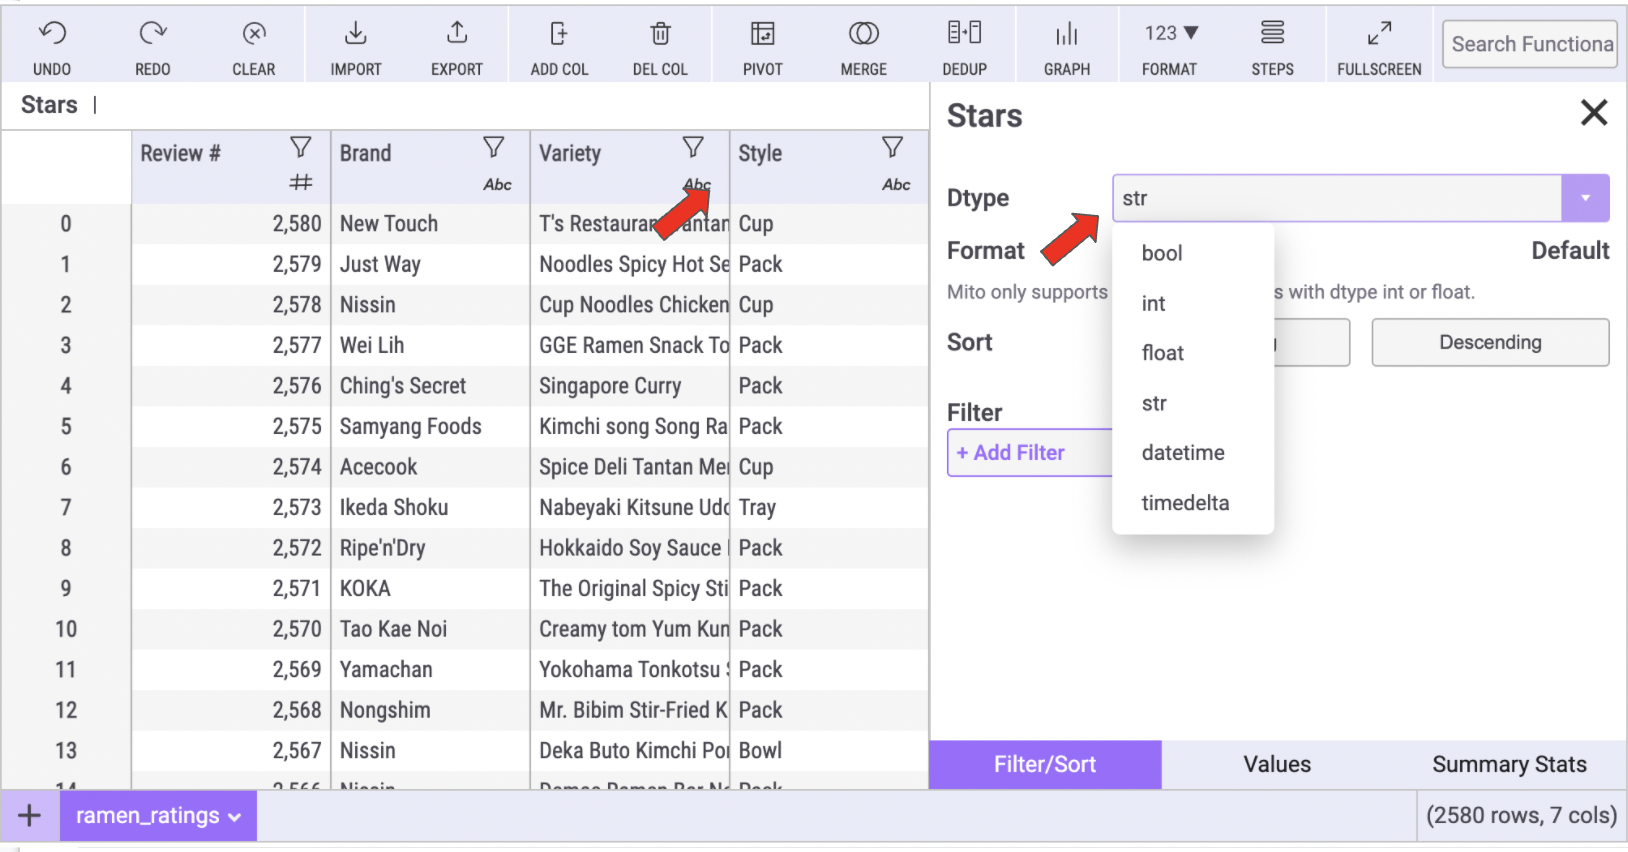 UNDO REDO CLEAR IMPORT EXPORT ADD COL DEL COL PIVOT MERGE DEDUP GRAPH 123 ▼ FORMAT STEPS FULLSCREEN Search Functiona
Stars
Review # Brand Abc Variety Abc Style Abc
0 2,580 New Touch T's Restauran Cup
1 2,579 Just Way Noodles Spicy Hot Se Pack
2 2,578 Nissin Cup Noodles Chicken Cup
3 2,577 Wei Lih GGE Ramen Snack To Pack
4 2,576 Ching's Secret Singapore Curry Pack
5 2,575 Samyang Foods Kimchi song Song Ra Pack
6 2,574 Acecook Spice Deli Tantan Me Cup
7 2,573 Ikeda Shoku Nabeyaki Kitsune Udo Tray
8 2,572 Ripe'n'Dry Hokkaido Soy Sauce Pack
9 2,571 KOKA The Original Spicy Sti Pack
10 2,570 Tao Kae Noi Creamy tom Yum Kun Pack
11 2,569 Yamachan Yokohama Tonkotsu Pack
12 2,568 Nongshim Mr. Bibim Stir-Fried K Pack
13 2,567 Nissin Deka Buto Kimchi Por Bowl
Stars
Dtype str
bool
int
float
str
datetime
timedelta
Format Default
Mito only supports s with dtype int or float.
Sort Descending
Filter
+ Add Filter
Filter/Sort Values Summary Stats
+ ramen_ratings (2580 rows, 7 cols)